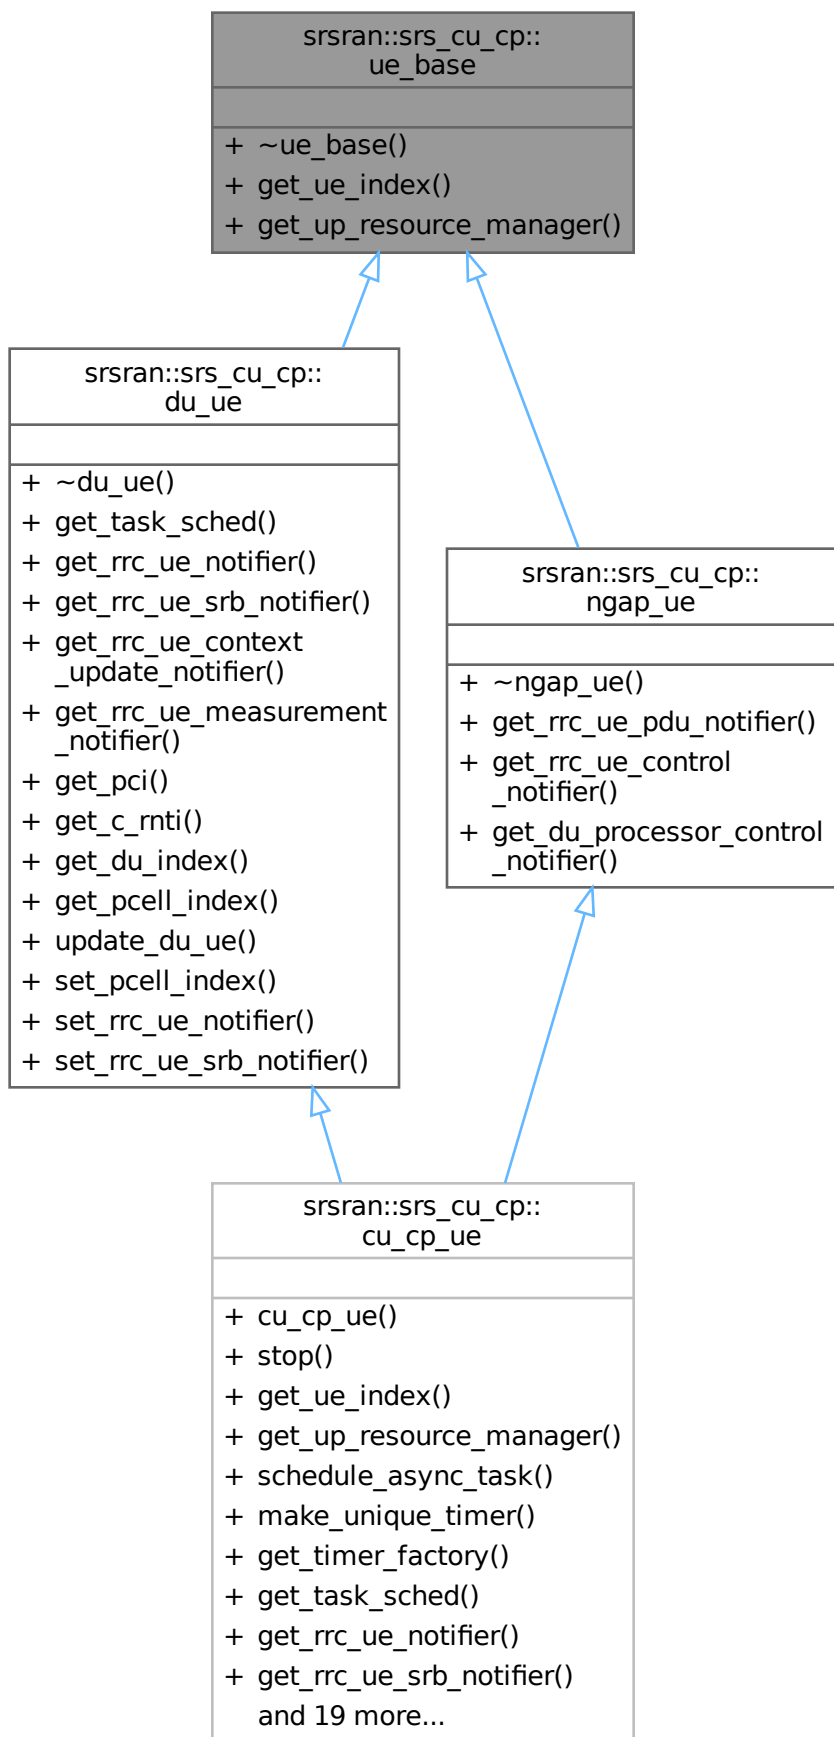 srsran::srs_cu_cp::
ue_base
+ ~ue_base()
+ get_ue_index()
+ get_up_resource_manager()
srsran::srs_cu_cp::
du_ue
+ ~du_ue()
+ get_task_sched()
+ get_rrc_ue_notifier()
+ get_rrc_ue_srb_notifier()
+ get_rrc_ue_context
_update_notifier()
+ get_rrc_ue_measurement
_notifier()
+ get_pci()
+ get_c_rnti()
+ get_du_index()
+ get_pcell_index()
+ update_du_ue()
+ set_pcell_index()
+ set_rrc_ue_notifier()
+ set_rrc_ue_srb_notifier()
srsran::srs_cu_cp::
ngap_ue
+ ~ngap_ue()
+ get_rrc_ue_pdu_notifier()
+ get_rrc_ue_control
_notifier()
+ get_du_processor_control
_notifier()
srsran::srs_cu_cp::
cu_cp_ue
+ cu_cp_ue()
+ stop()
+ get_ue_index()
+ get_up_resource_manager()
+ schedule_async_task()
+ make_unique_timer()
+ get_timer_factory()
+ get_task_sched()
+ get_rrc_ue_notifier()
+ get_rrc_ue_srb_notifier()
and 19 more...